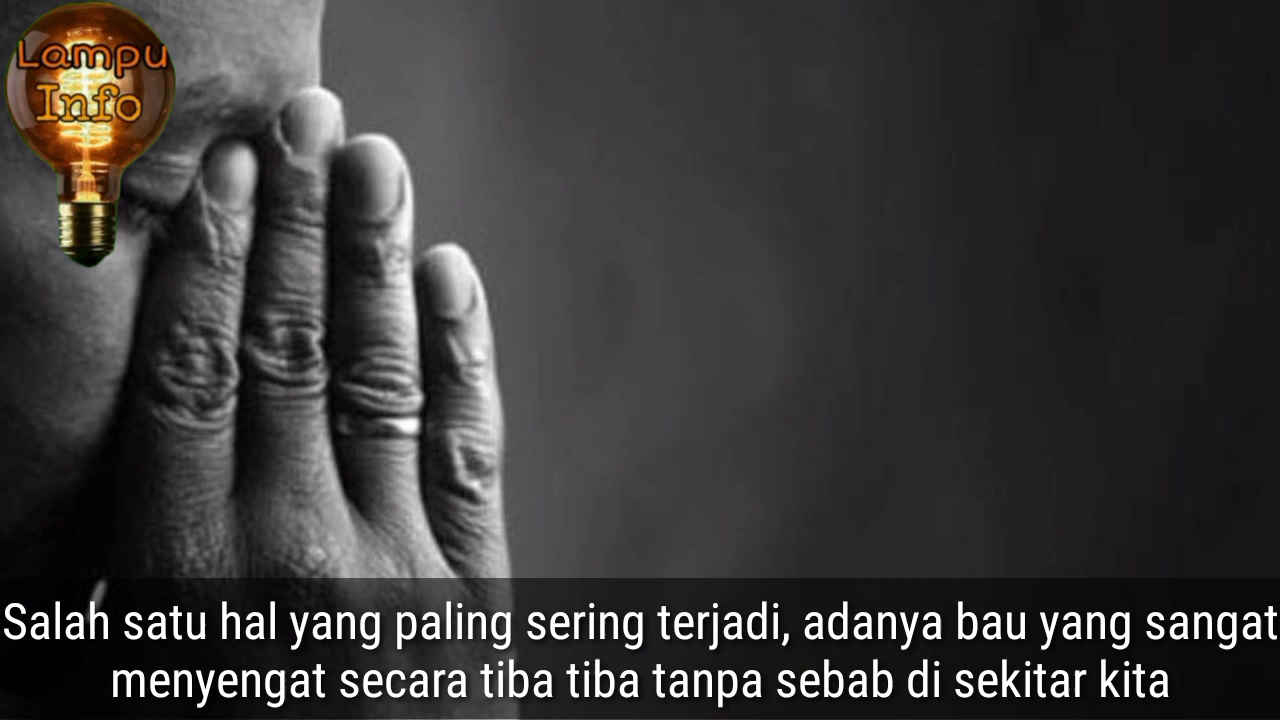 Lampu
Info
Salah satu hal yang paling sering terjadi, adanya bau yang sangat
menyengat secara tiba tiba tanpa sebab di sekitar kita